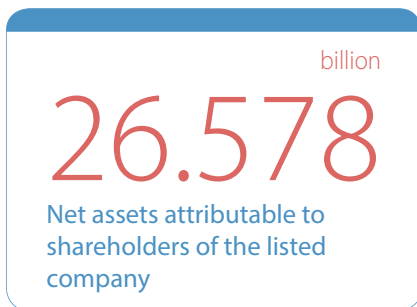 billion
26.578
Net assets attributable to
shareholders of the listed
company